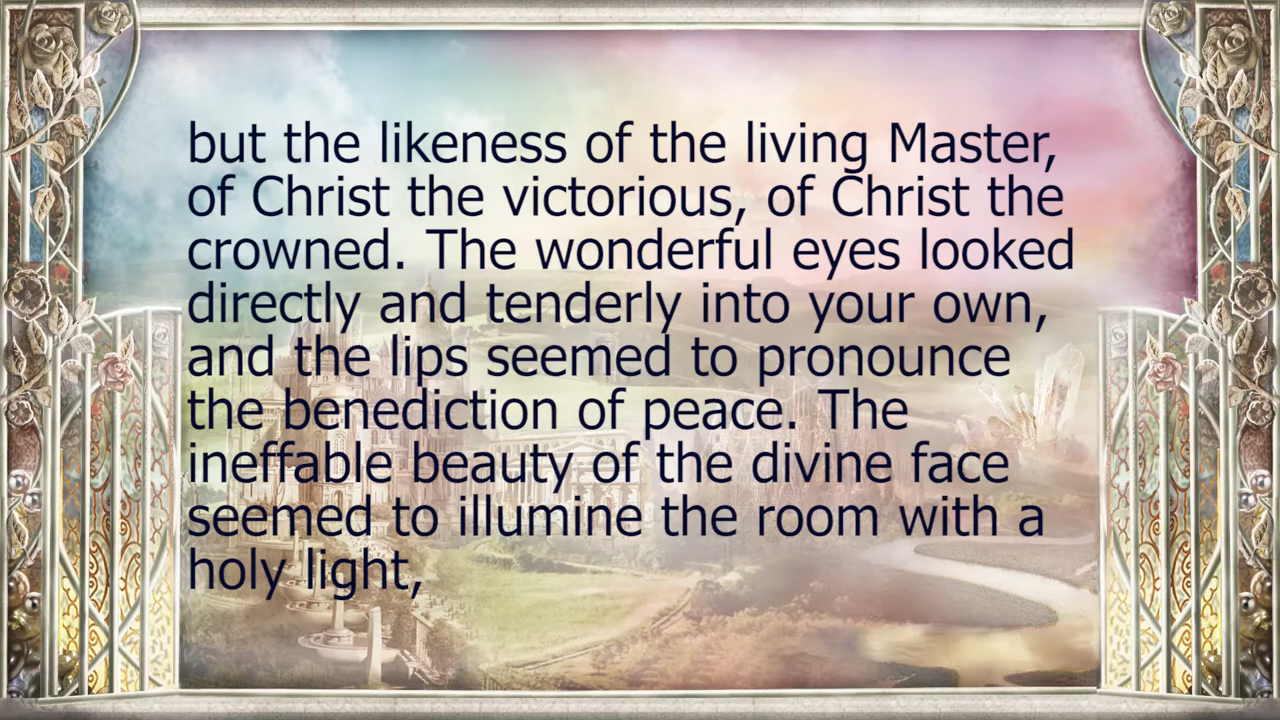 but the likeness of the living Master,
of Christ the victorious, of Christ the
crowned. The wonderful eyes looked
directly and tenderly into your own,
and the lips seemed to pronounce
the benediction of peace. The
ineffable beauty of the divine face
seemed to illumine the room with a
holy light,